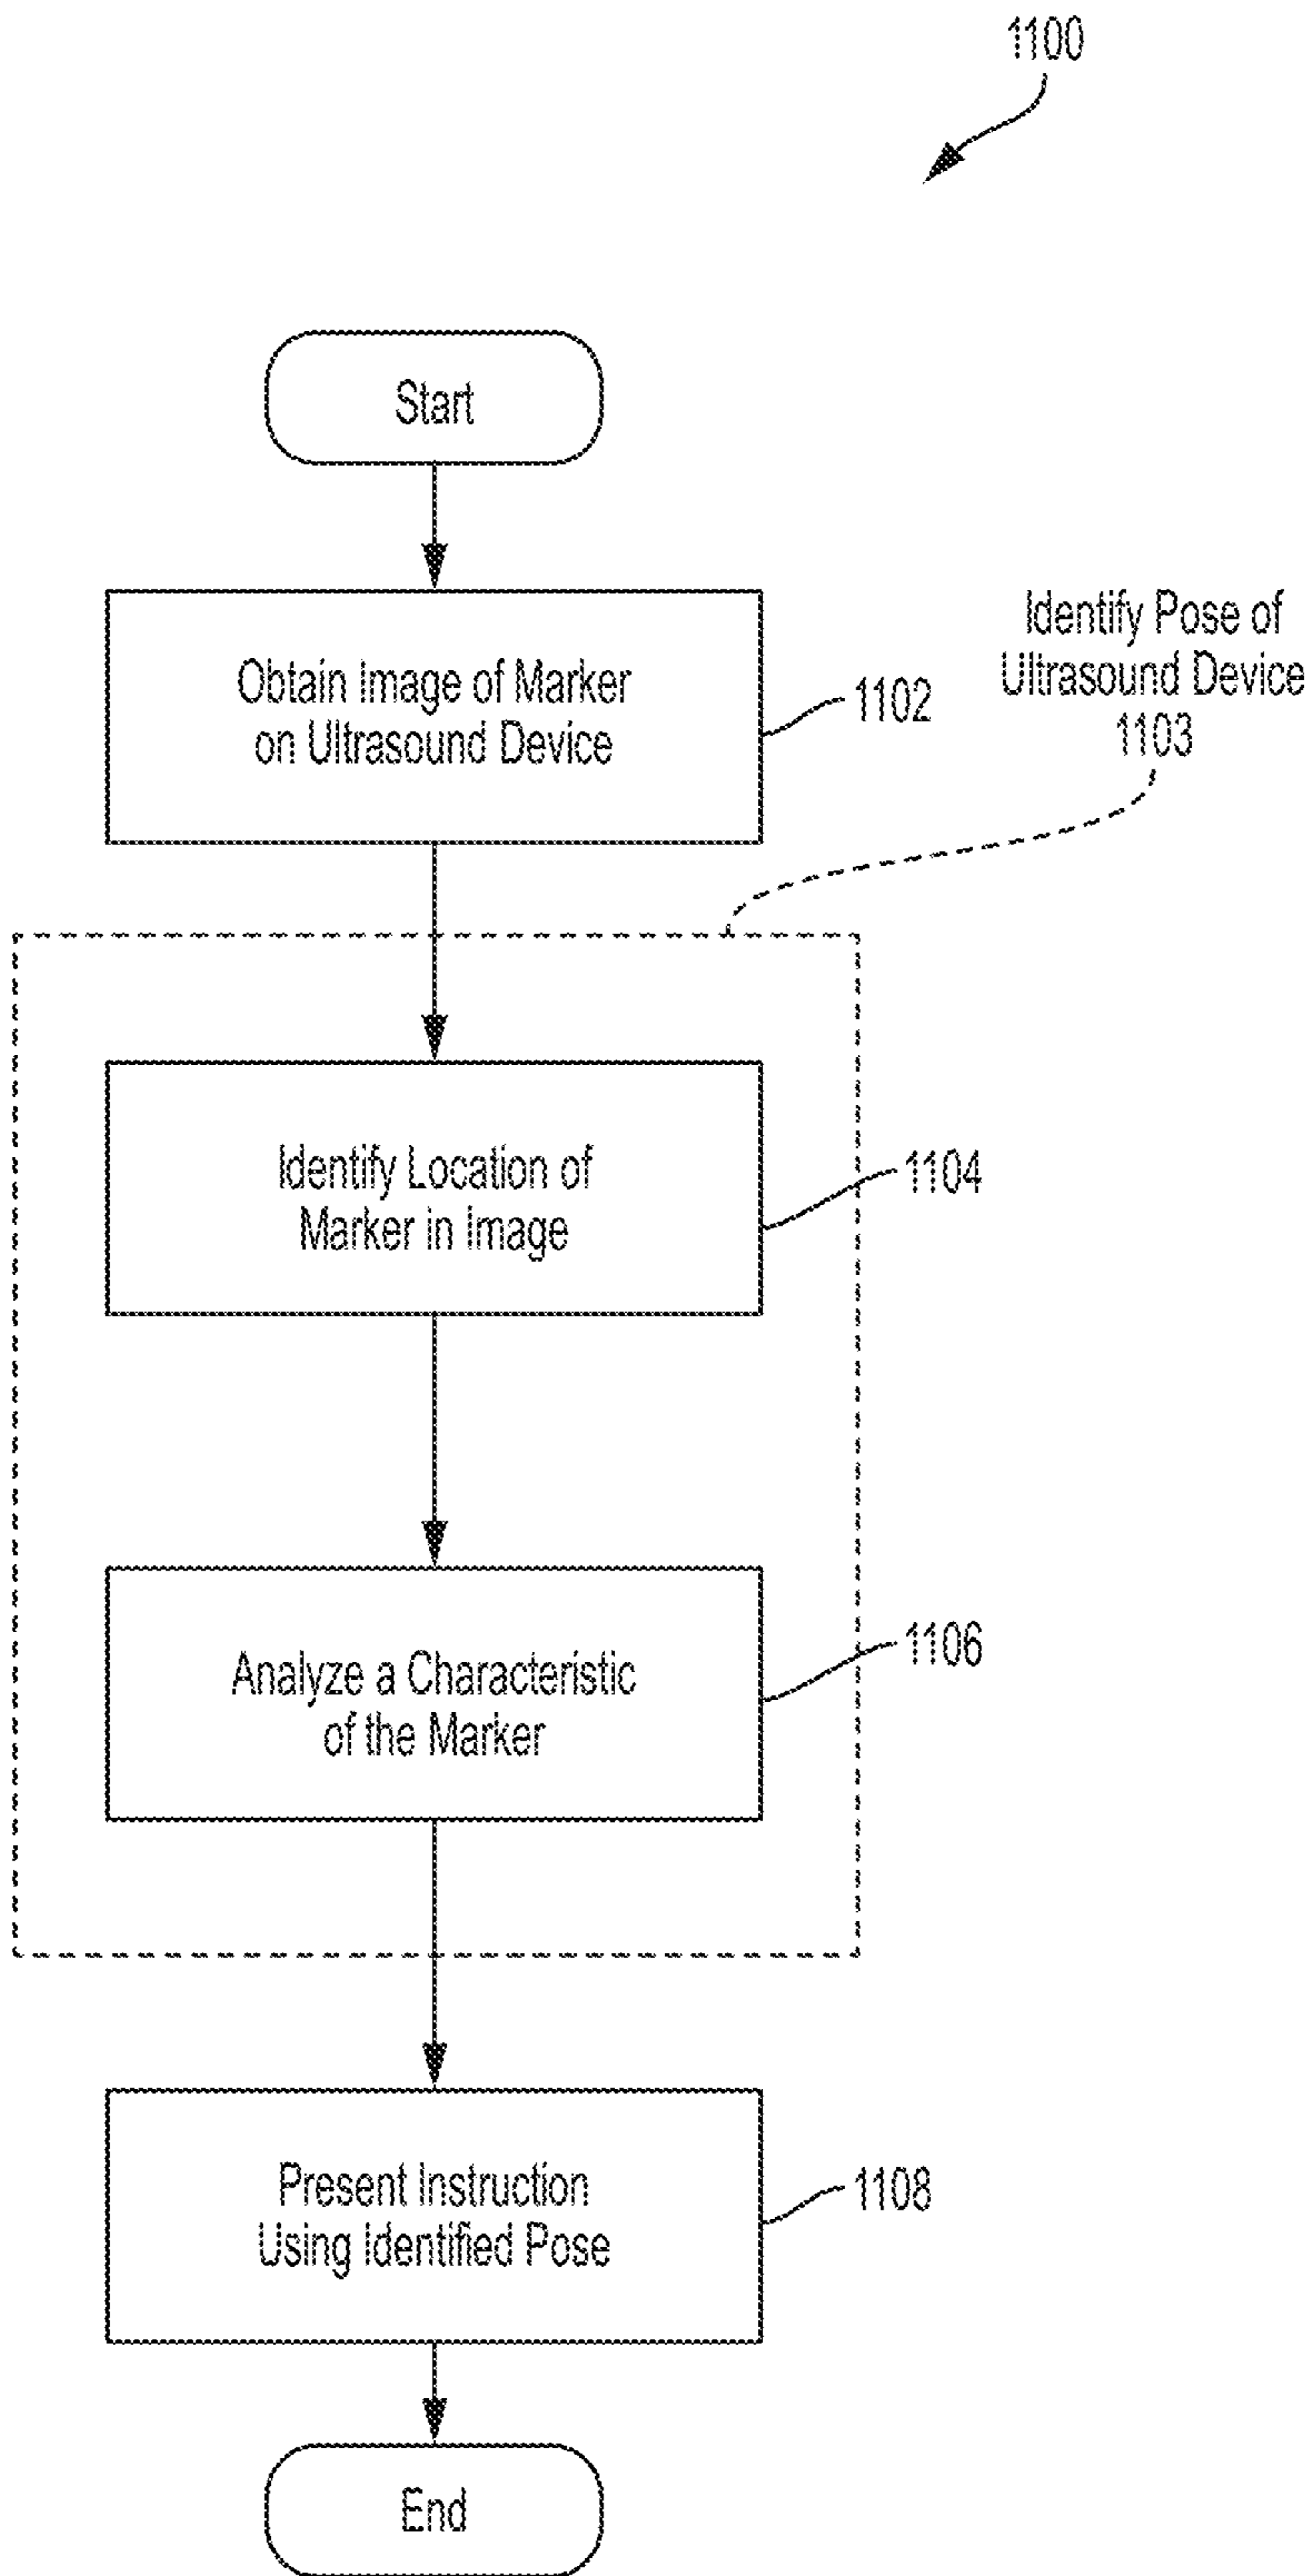 1100
Start
Obtain Image of Marker
on Ultrasound Device
1102
Identify Pose of
Ultrasound Device
1103
Identify Location of
Marker in Image
1104
Analyze a Characteristic
of the Marker
1106
Present Instruction
Using Identified Pose
1108
End